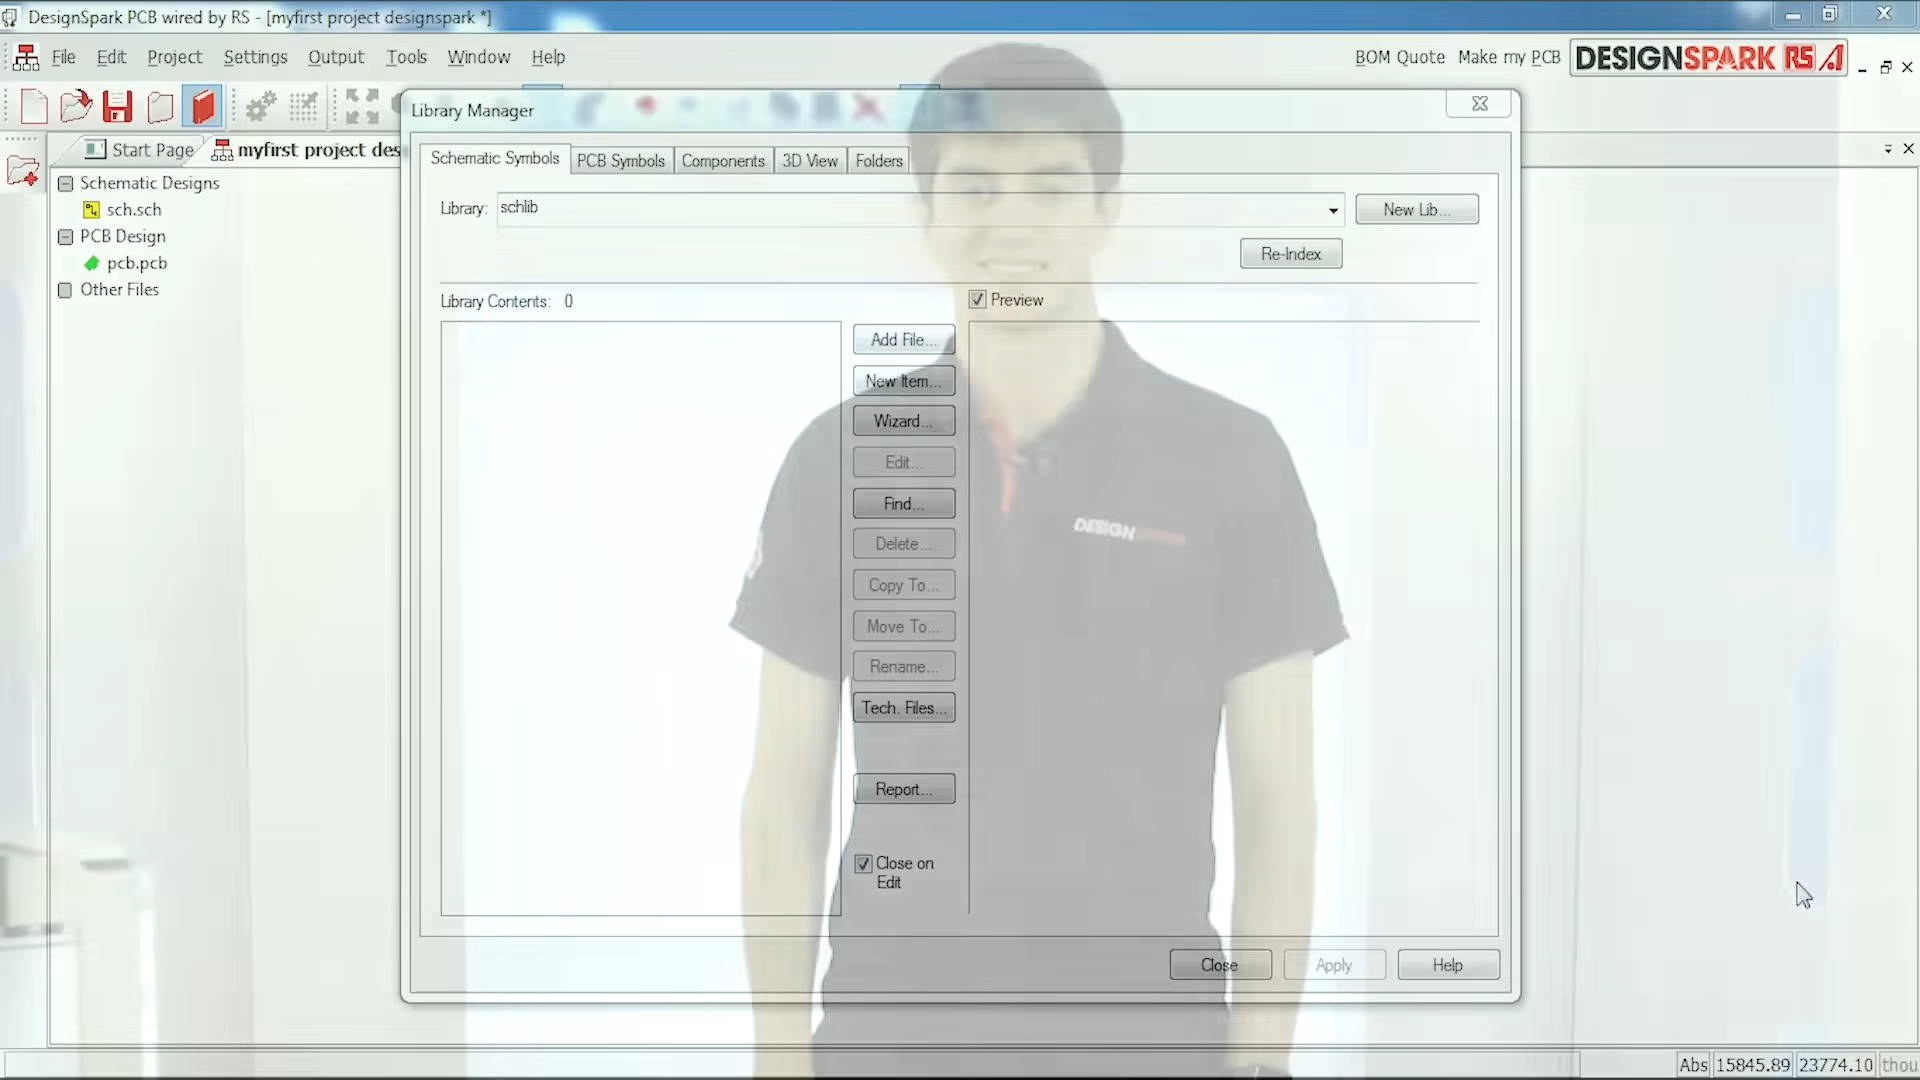 DesignSpark PCB wired by RS - [myfirst project designspark *]
File Edit Project Settings Output Tools Window Help
BOM Quote Make my PCB DESIGNSPARK RS
Library Manager
Start Page myfirst project des
Schematic Symbols PCB Symbols Components 3D View Folders
Schematic Designs
sch.sch
PCB Design
pcb.pcb
Other Files
Library: schlib New Lib...
Re-Index
Library Contents: 0
Preview
Add File...
New Item...
Wizard...
Edit...
Find...
Delete...
Copy To...
Move To...
Rename...
Tech. Files...
Report...
Close on
Edit
DESIGNSPARK
Close Apply Help
Abs 15845.89 23774.10 thou